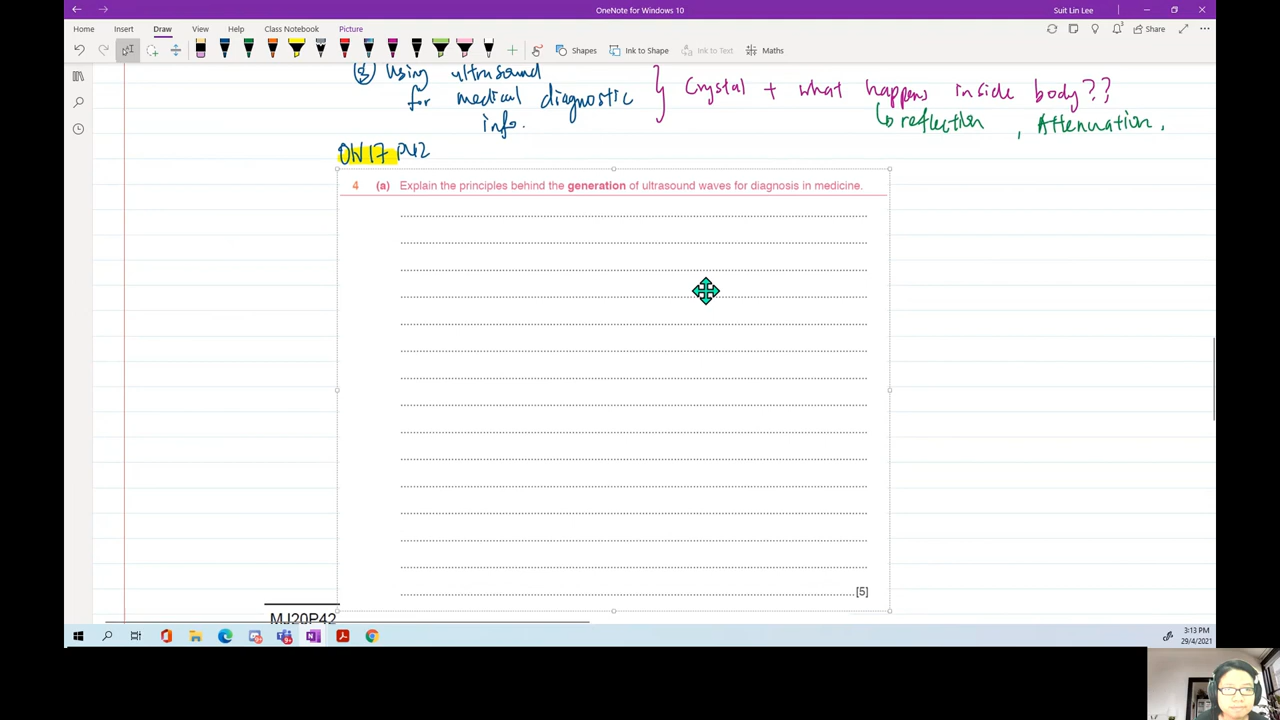 OneNote for Windows 10
Suit Lin Lee
Home Insert Draw View Help Class Notebook Picture
Share
Shapes Ink to Shape Ink to Text Maths
(3) Using ultrasound
for medical diagnostic
info.
Crystal + what happens inside body??
reflection, Attenuation,
ON17 P42
4 (a) Explain the principles behind the generation of ultrasound waves for diagnosis in medicine.
[5]
MJ20P42
3:13 PM
29/4/2021